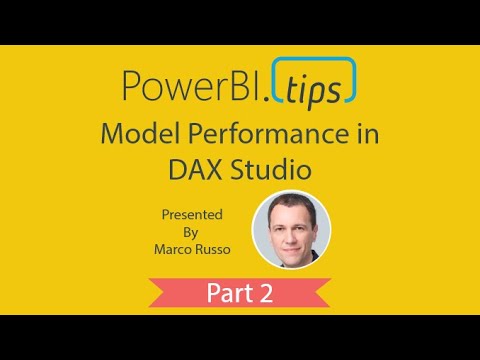 PowerBI.tips
Model Performance in
DAX Studio
Presented
By
Marco Russo
Part 2